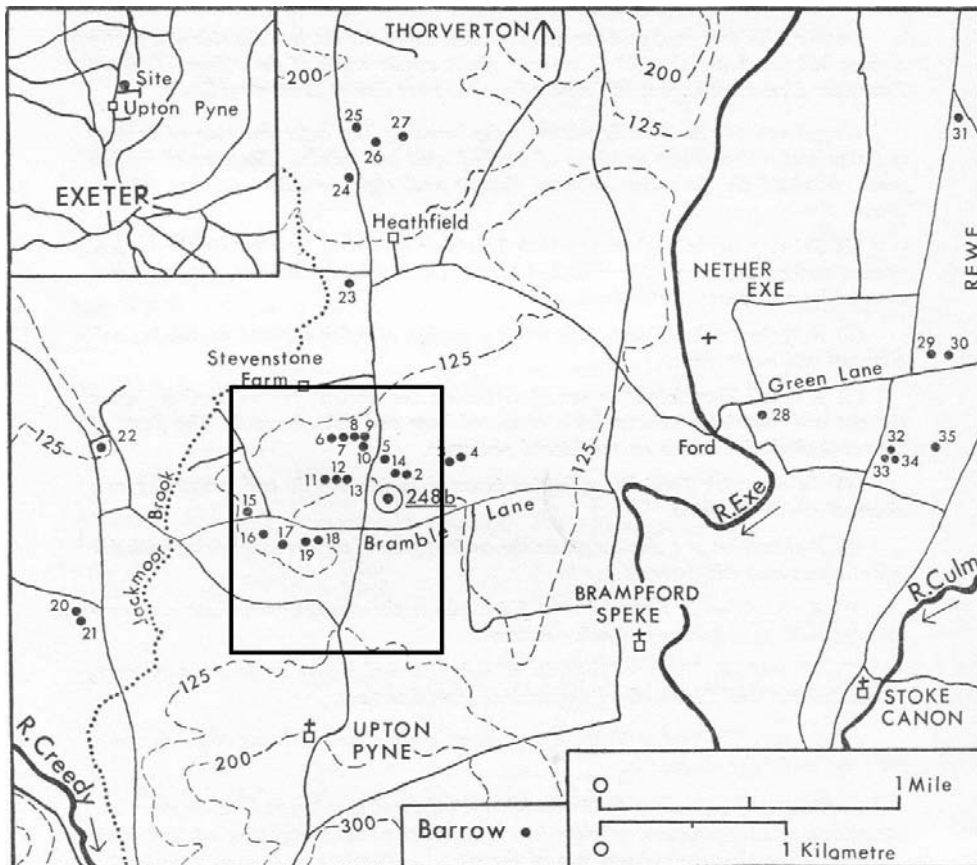 THORVERTON
Site
Upton Pyne
EXETER
200
200
125
25
27
26
24
31
Heathfield
REWE
NETHER
EXE
23
125
Stevenstone
Farm
29
30
Green Lane
28
125
22
6
7
8
9
10
5
14
2
3
4
Ford
32
33
34
35
11
12
13
248b
125
15
Brook
R.Exe
Bramble Lane
16
17
18
19
Jackmoor
BRAMPFORD
SPEKE
R.Culm
20
21
125
STOKE
CANON
UPTON
PYNE
200
R.Creedy
300
Barrow
O
1 Mile
O
1 Kilometre